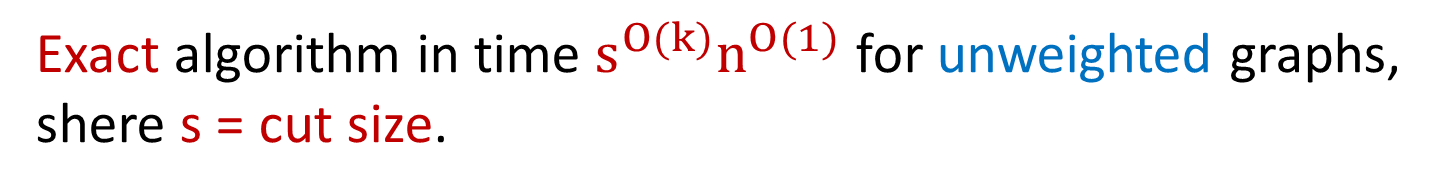 Exact algorithm in time s^{O(k)}n^{O(1)} for unweighted graphs,
shere s = cut size.